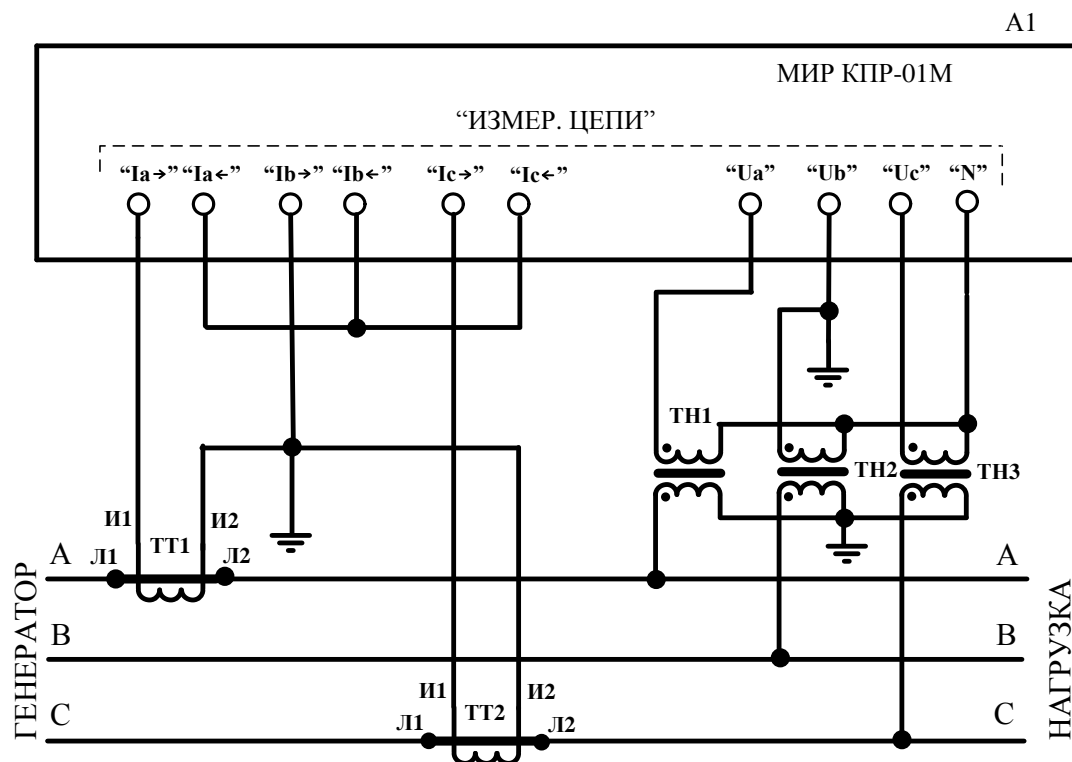 А1
МИР КПР-01М
“ИЗМЕР. ЦЕПИ”
“Ia→” “Ia←” “Ib→” “Ib←” “Ic→” “Ic←” “Ua” “Ub” “Uc” “N”
ТН1
ТН2
ТН3
И1
И2
ТТ1
Л1
Л2
А
А
В
В
И1
И2
ТТ2
Л1
Л2
С
С
ГЕНЕРАТОР
НАГРУЗКА